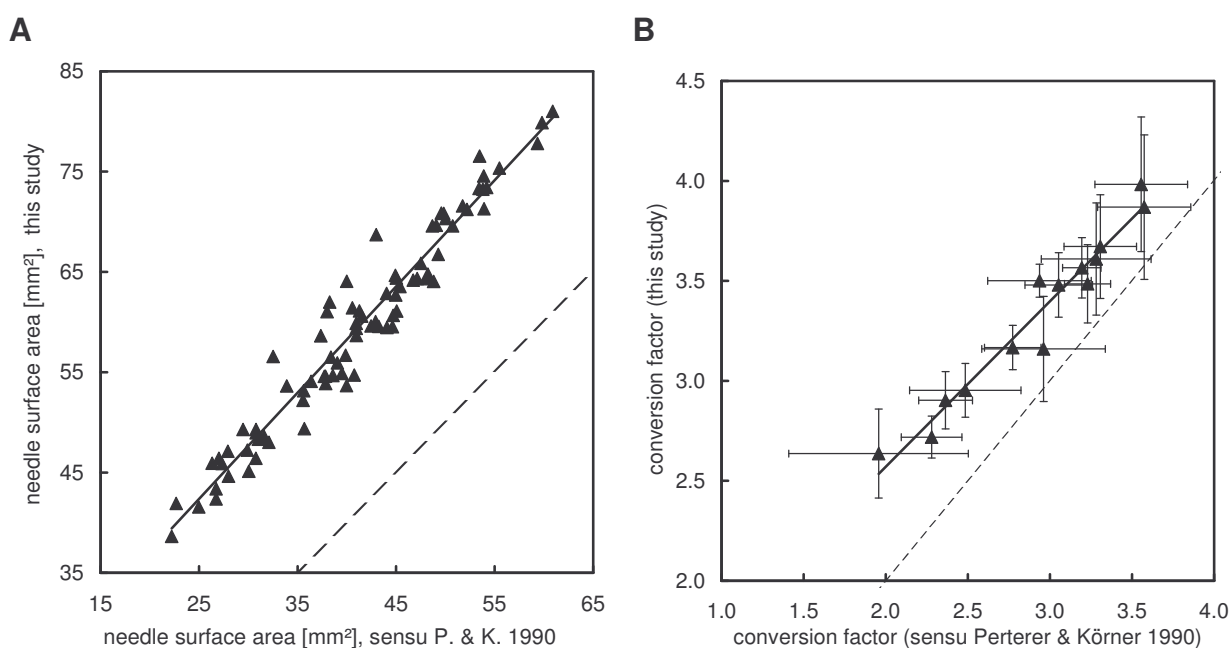 A
B
85
75
65
55
45
35
15 25 35 45 55 65
needle surface area [mm²], this study
needle surface area [mm²], sensu P. & K. 1990
4.5
4.0
3.5
3.0
2.5
2.0
1.0 1.5 2.0 2.5 3.0 3.5 4.0
conversion factor (this study)
conversion factor (sensu Perterer & Körner 1990)